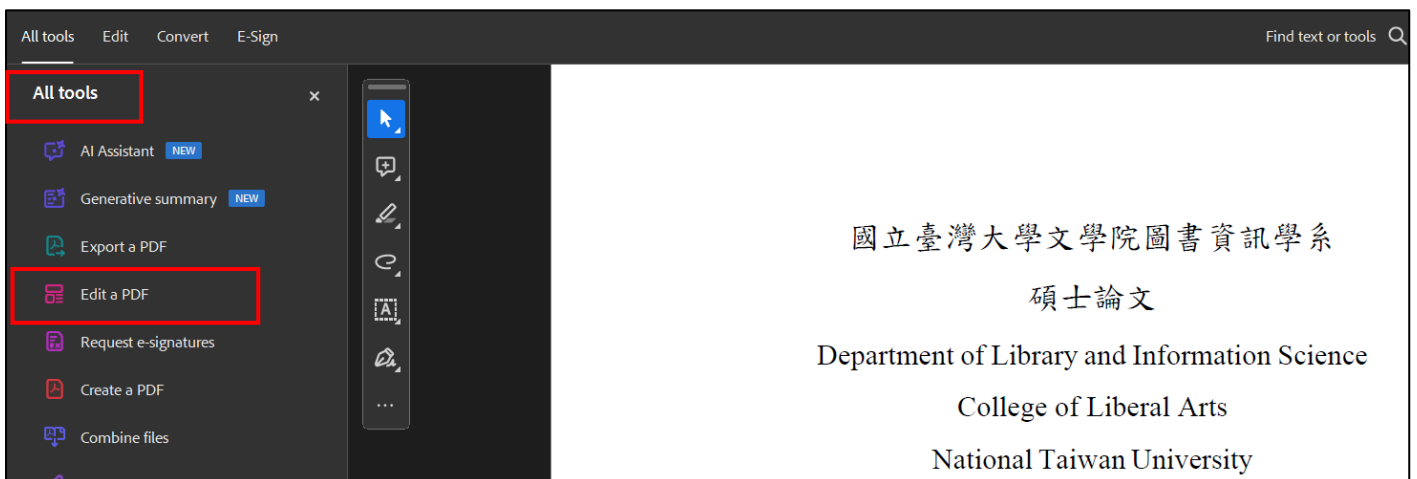 All tools Edit Convert E-Sign Find text or tools
All tools
AI Assistant NEW
Generative summary NEW
Export a PDF
Edit a PDF
Request e-signatures
Create a PDF
Combine files
國立臺灣大學文學院圖書資訊學系
碩士論文
Department of Library and Information Science
College of Liberal Arts
National Taiwan University